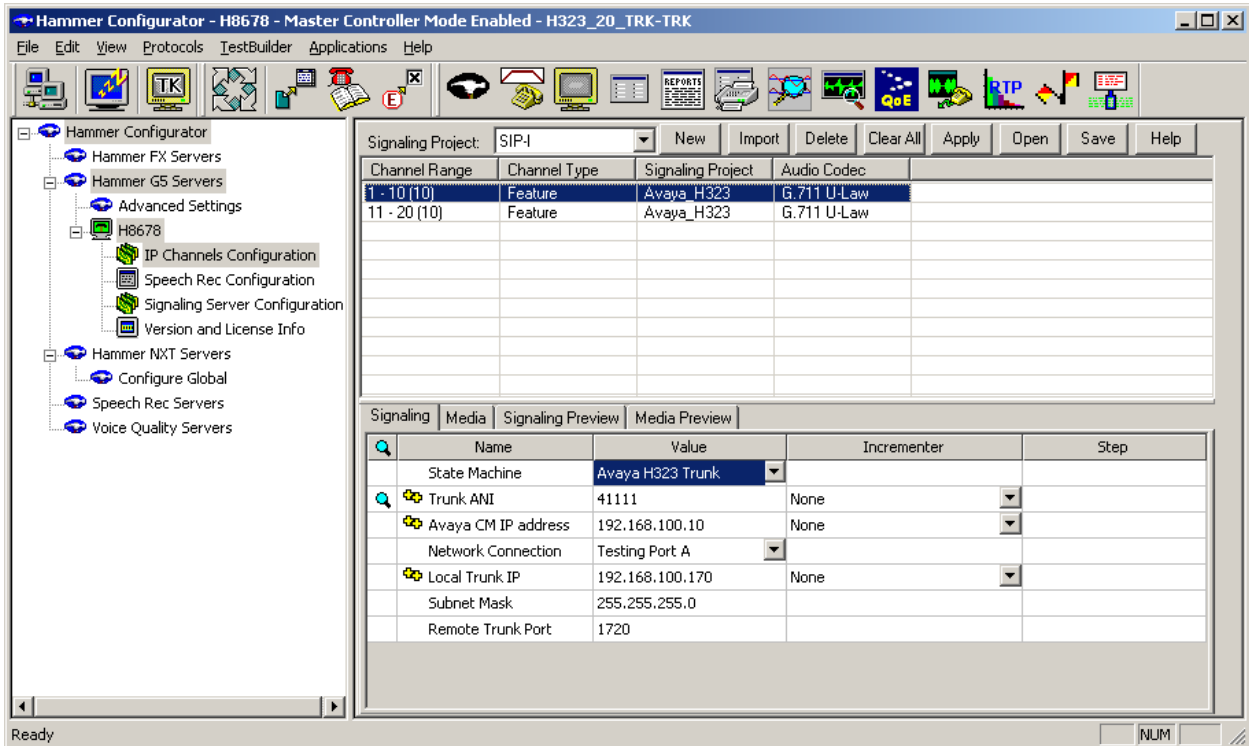 Hammer Configurator - H8678 - Master Controller Mode Enabled - H323_20_TRK-TRK
File Edit View Protocols TestBuilder Applications Help
TK E REPORTS QoE RTP
Hammer Configurator
Hammer FX Servers
Hammer G5 Servers
Advanced Settings
H8678
IP Channels Configuration
Speech Rec Configuration
Signaling Server Configuration
Version and License Info
Hammer NXT Servers
Configure Global
Speech Rec Servers
Voice Quality Servers
Signaling Project: SIP-I New Import Delete Clear All Apply Open Save Help
Channel Range Channel Type Signaling Project Audio Codec
1 - 10 (10) Feature Avaya_H323 G.711 U-Law
11 - 20 (10) Feature Avaya_H323 G.711 U-Law
Signaling Media Signaling Preview Media Preview
Name Value Incrementer Step
State Machine Avaya H323 Trunk
Trunk ANI 41111 None
Avaya CM IP address 192.168.100.10 None
Network Connection Testing Port A
Local Trunk IP 192.168.100.170 None
Subnet Mask 255.255.255.0
Remote Trunk Port 1720
Ready NUM